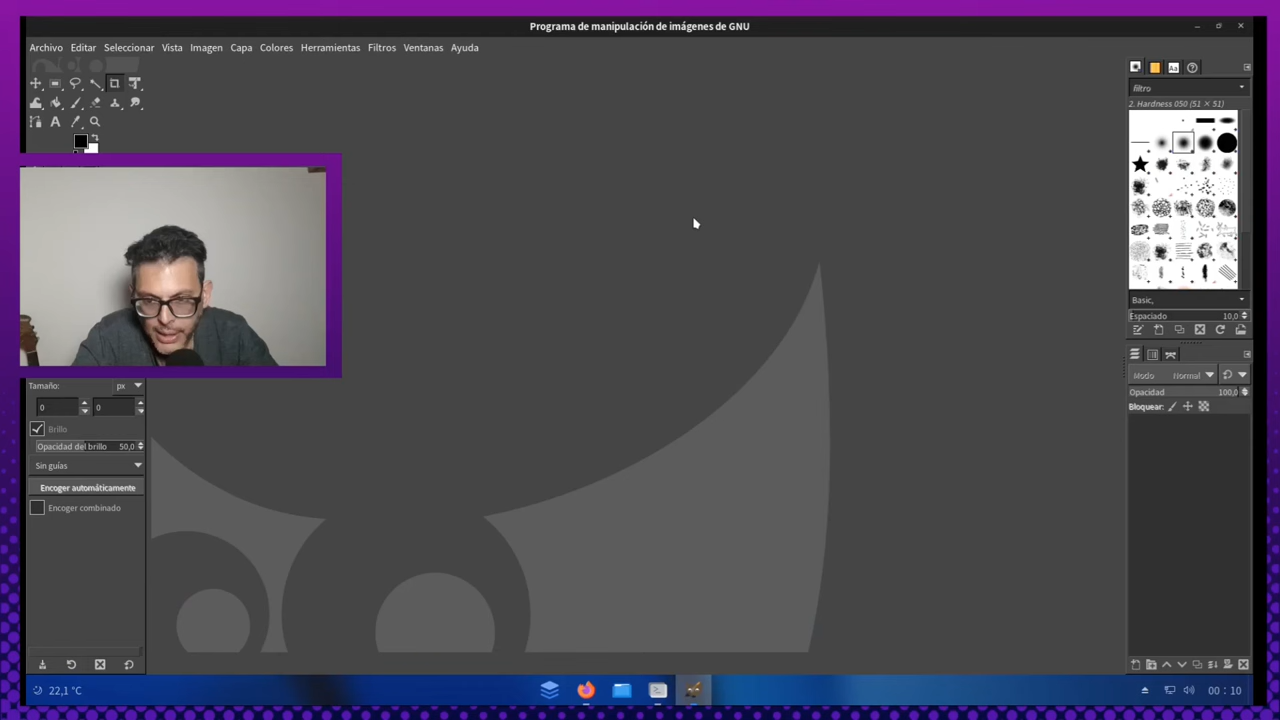 Programa de manipulación de imágenes de GNU
Archivo Editar Seleccionar Vista Imagen Capa Colores Herramientas Filtros Ventanas Ayuda
filtro
2. Hardness 050 (51 × 51)
Basic,
Espaciado 10,0
Modo Normal
Opacidad 100,0
Bloquear:
Tamaño: px
0 0
Brillo
Opacidad del brillo 50,0
Sin guías
Encoger automáticamente
Encoger combinado
22,1 °C
00:10